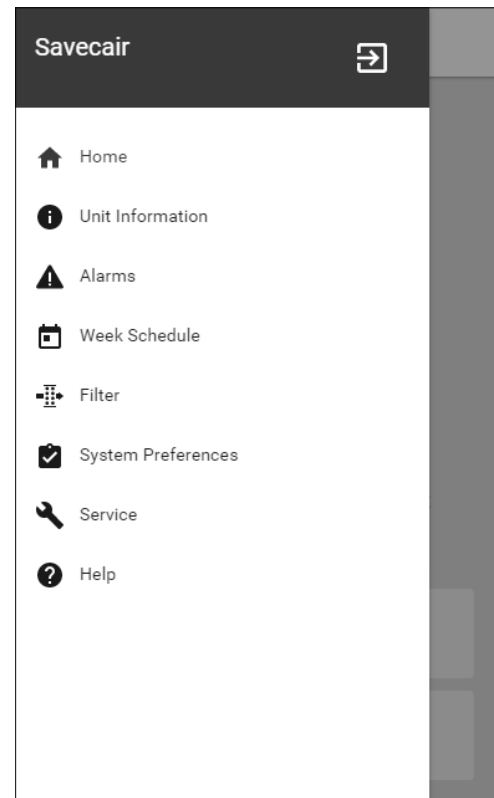 Savecair
Home
Unit Information
Alarms
Week Schedule
Filter
System Preferences
Service
Help